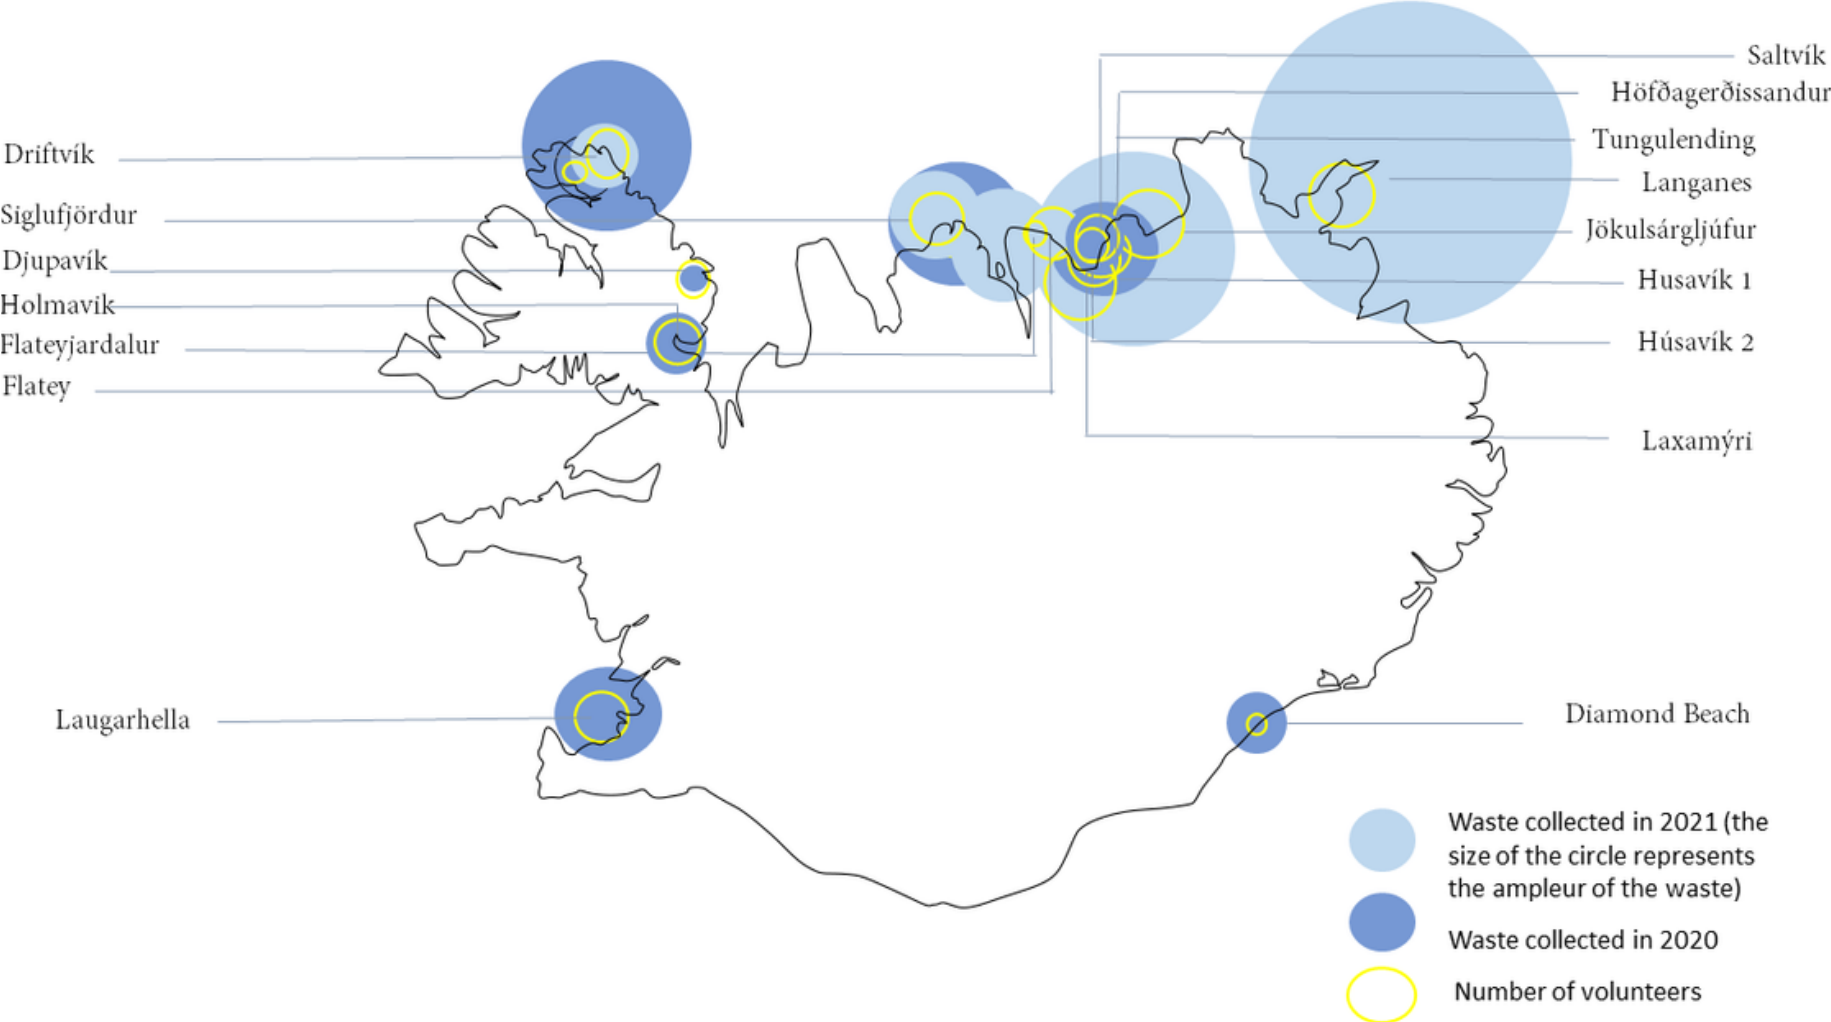 Driftvík
Siglufjördur
Djupavík
Holmavik
Flateyjardalur
Flatey
Laugarhella
Saltvík
Höfðagerðissandur
Tungulending
Langanes
Jökulsárgljúfur
Husavík 1
Húsavík 2
Laxamýri
Diamond Beach
Waste collected in 2021 (the
size of the circle represents
the ampleur of the waste)
Waste collected in 2020
Number of volunteers